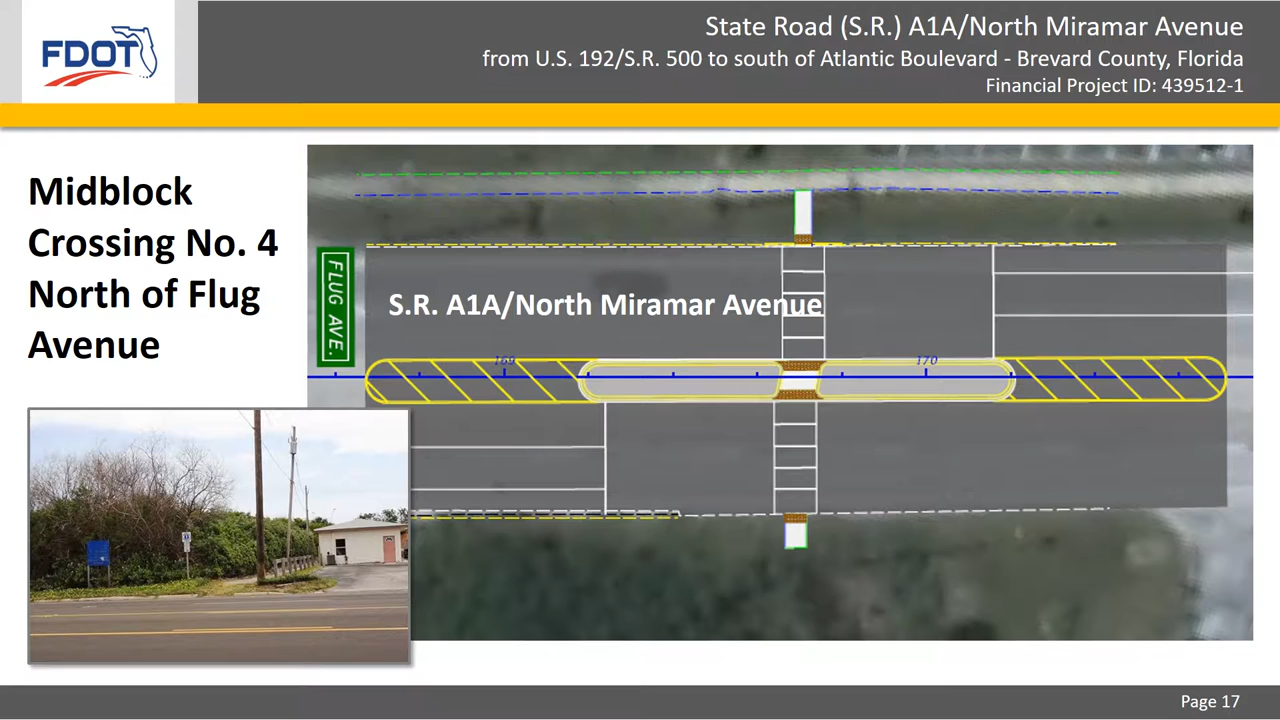 FDOT
State Road (S.R.) A1A/North Miramar Avenue
from U.S. 192/S.R. 500 to south of Atlantic Boulevard - Brevard County, Florida
Financial Project ID: 439512-1
Midblock
Crossing No. 4
North of Flug
Avenue
FLUG AVE.
S.R. A1A/North Miramar Avenue
169
170
Page 17